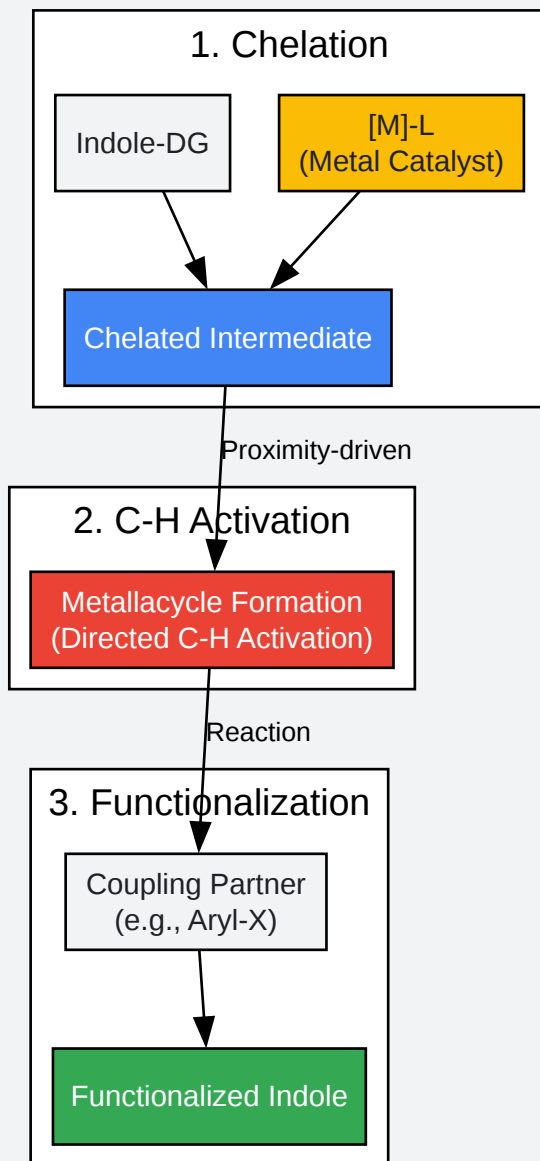 1. Chelation
Indole-DG
[M]-L
(Metal Catalyst)
Chelated Intermediate
Proximity-driven
2. C-H Activation
Metallacycle Formation
(Directed C-H Activation)
Reaction
3. Functionalization
Coupling Partner
(e.g., Aryl-X)
Functionalized Indole